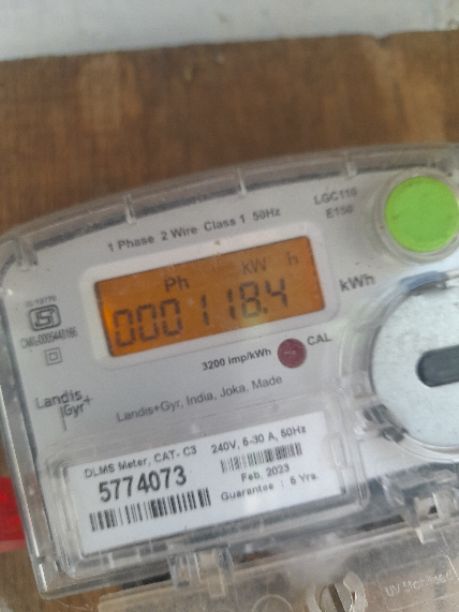 LGC110
E150
1 Phase 2 Wire Class 1 50Hz
Ph kW h
000118.4
kWh
CAL
3200 imp/kWh
Landis
Gyr+
Landis+Gyr, India, Joka, Made
DLMS Meter, CAT- C3 240V, 5-30 A, 50Hz
5774073
Feb. 2023
Guarantee : 5 Yrs.